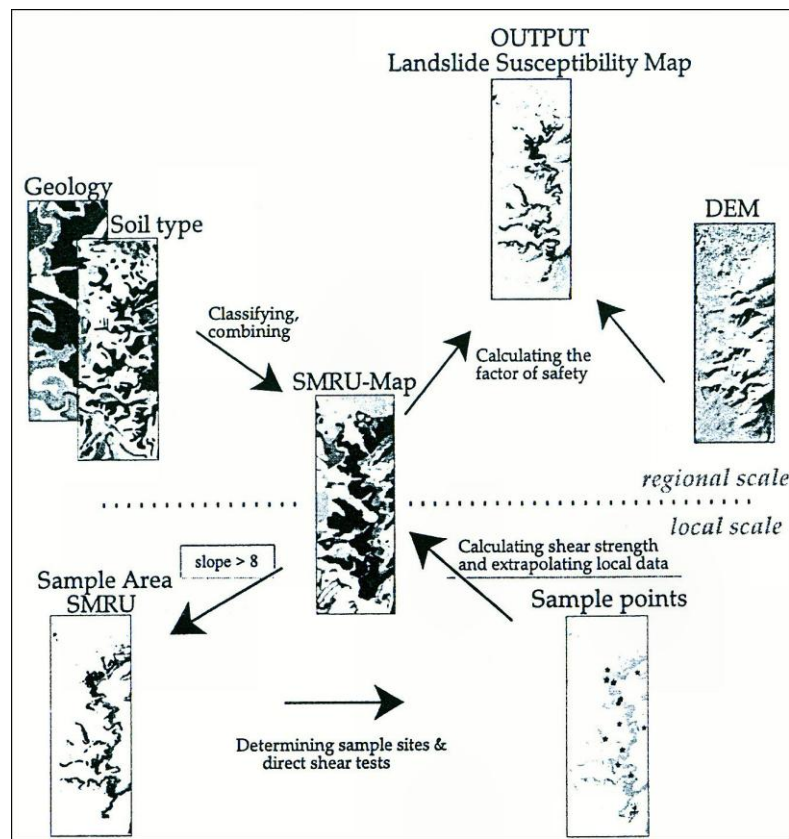 OUTPUT
Landslide Susceptibility Map
Geology
Soil type
DEM
Classifying,
combining
SMRU-Map
Calculating the
factor of safety
regional scale
local scale
slope > 8
Calculating shear strength
and extrapolating local data
Sample Area
SMRU
Sample points
Determining sample sites &
direct shear tests